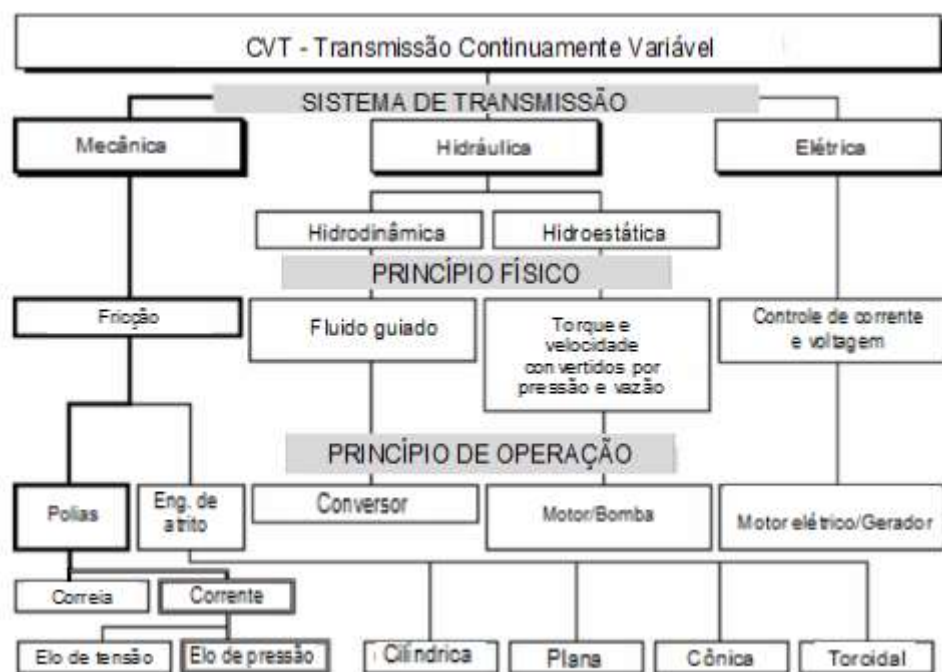 CVT - Transmissão Continuamente Variável
SISTEMA DE TRANSMISSÃO
Mecânica
Hidráulica
Elétrica
Hidrodinâmica
Hidroestática
PRINCÍPIO FÍSICO
Fricção
Fluido guiado
Torque e
velocidade
convertidos por
pressão e vazão
Controle de corrente
e voltagem
PRINCÍPIO DE OPERAÇÃO
Polias
Eng. de
atrito
Conversor
Motor/Bomba
Motor elétrico/Gerador
Correia
Corrente
Elo de tensão
Elo de pressão
Cilíndrica
Plana
Cônica
Toroidal